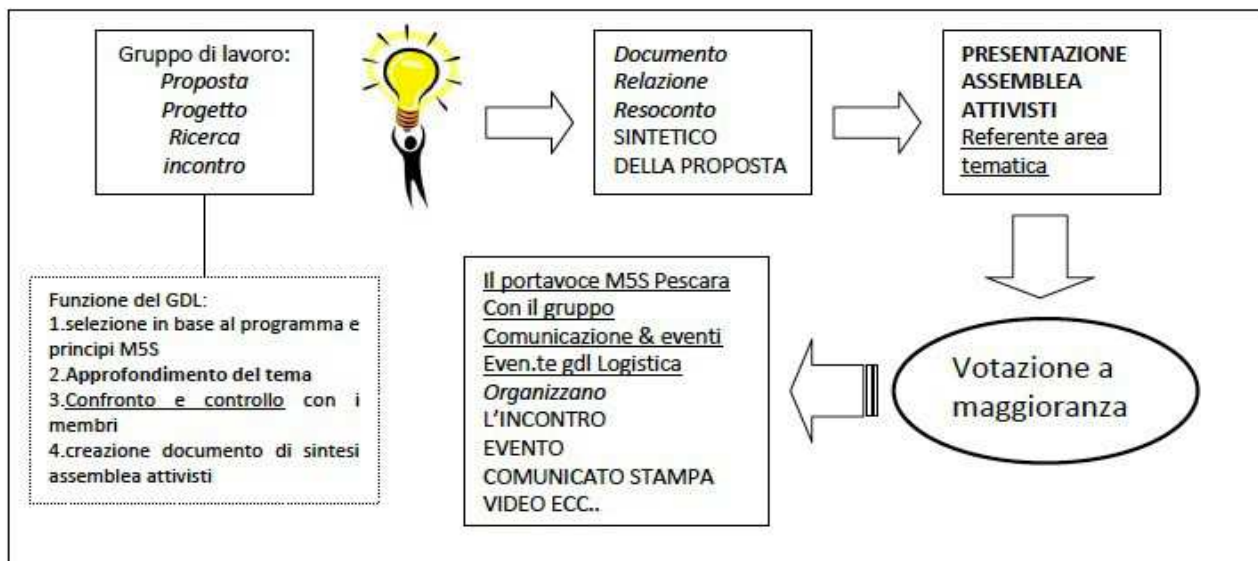 Gruppo di lavoro:
Proposta
Progetto
Ricerca
incontro
Documento
Relazione
Resoconto
SINTETICO
DELLA PROPOSTA
PRESENTAZIONE
ASSEMBLEA
ATTIVISTI
Referente area
tematica
Funzione del GDL:
1.selezione in base al programma e
principi M5S
2.Approfondimento del tema
3.Confronto e controllo con i
membri
4.creazione documento di sintesi
assemblea attivisti
Il portavoce M5S Pescara
Con il gruppo
Comunicazione & eventi
Even.te gdl Logistica
Organizzano
L'INCONTRO
EVENTO
COMUNICATO STAMPA
VIDEO ECC..
Votazione a
maggioranza